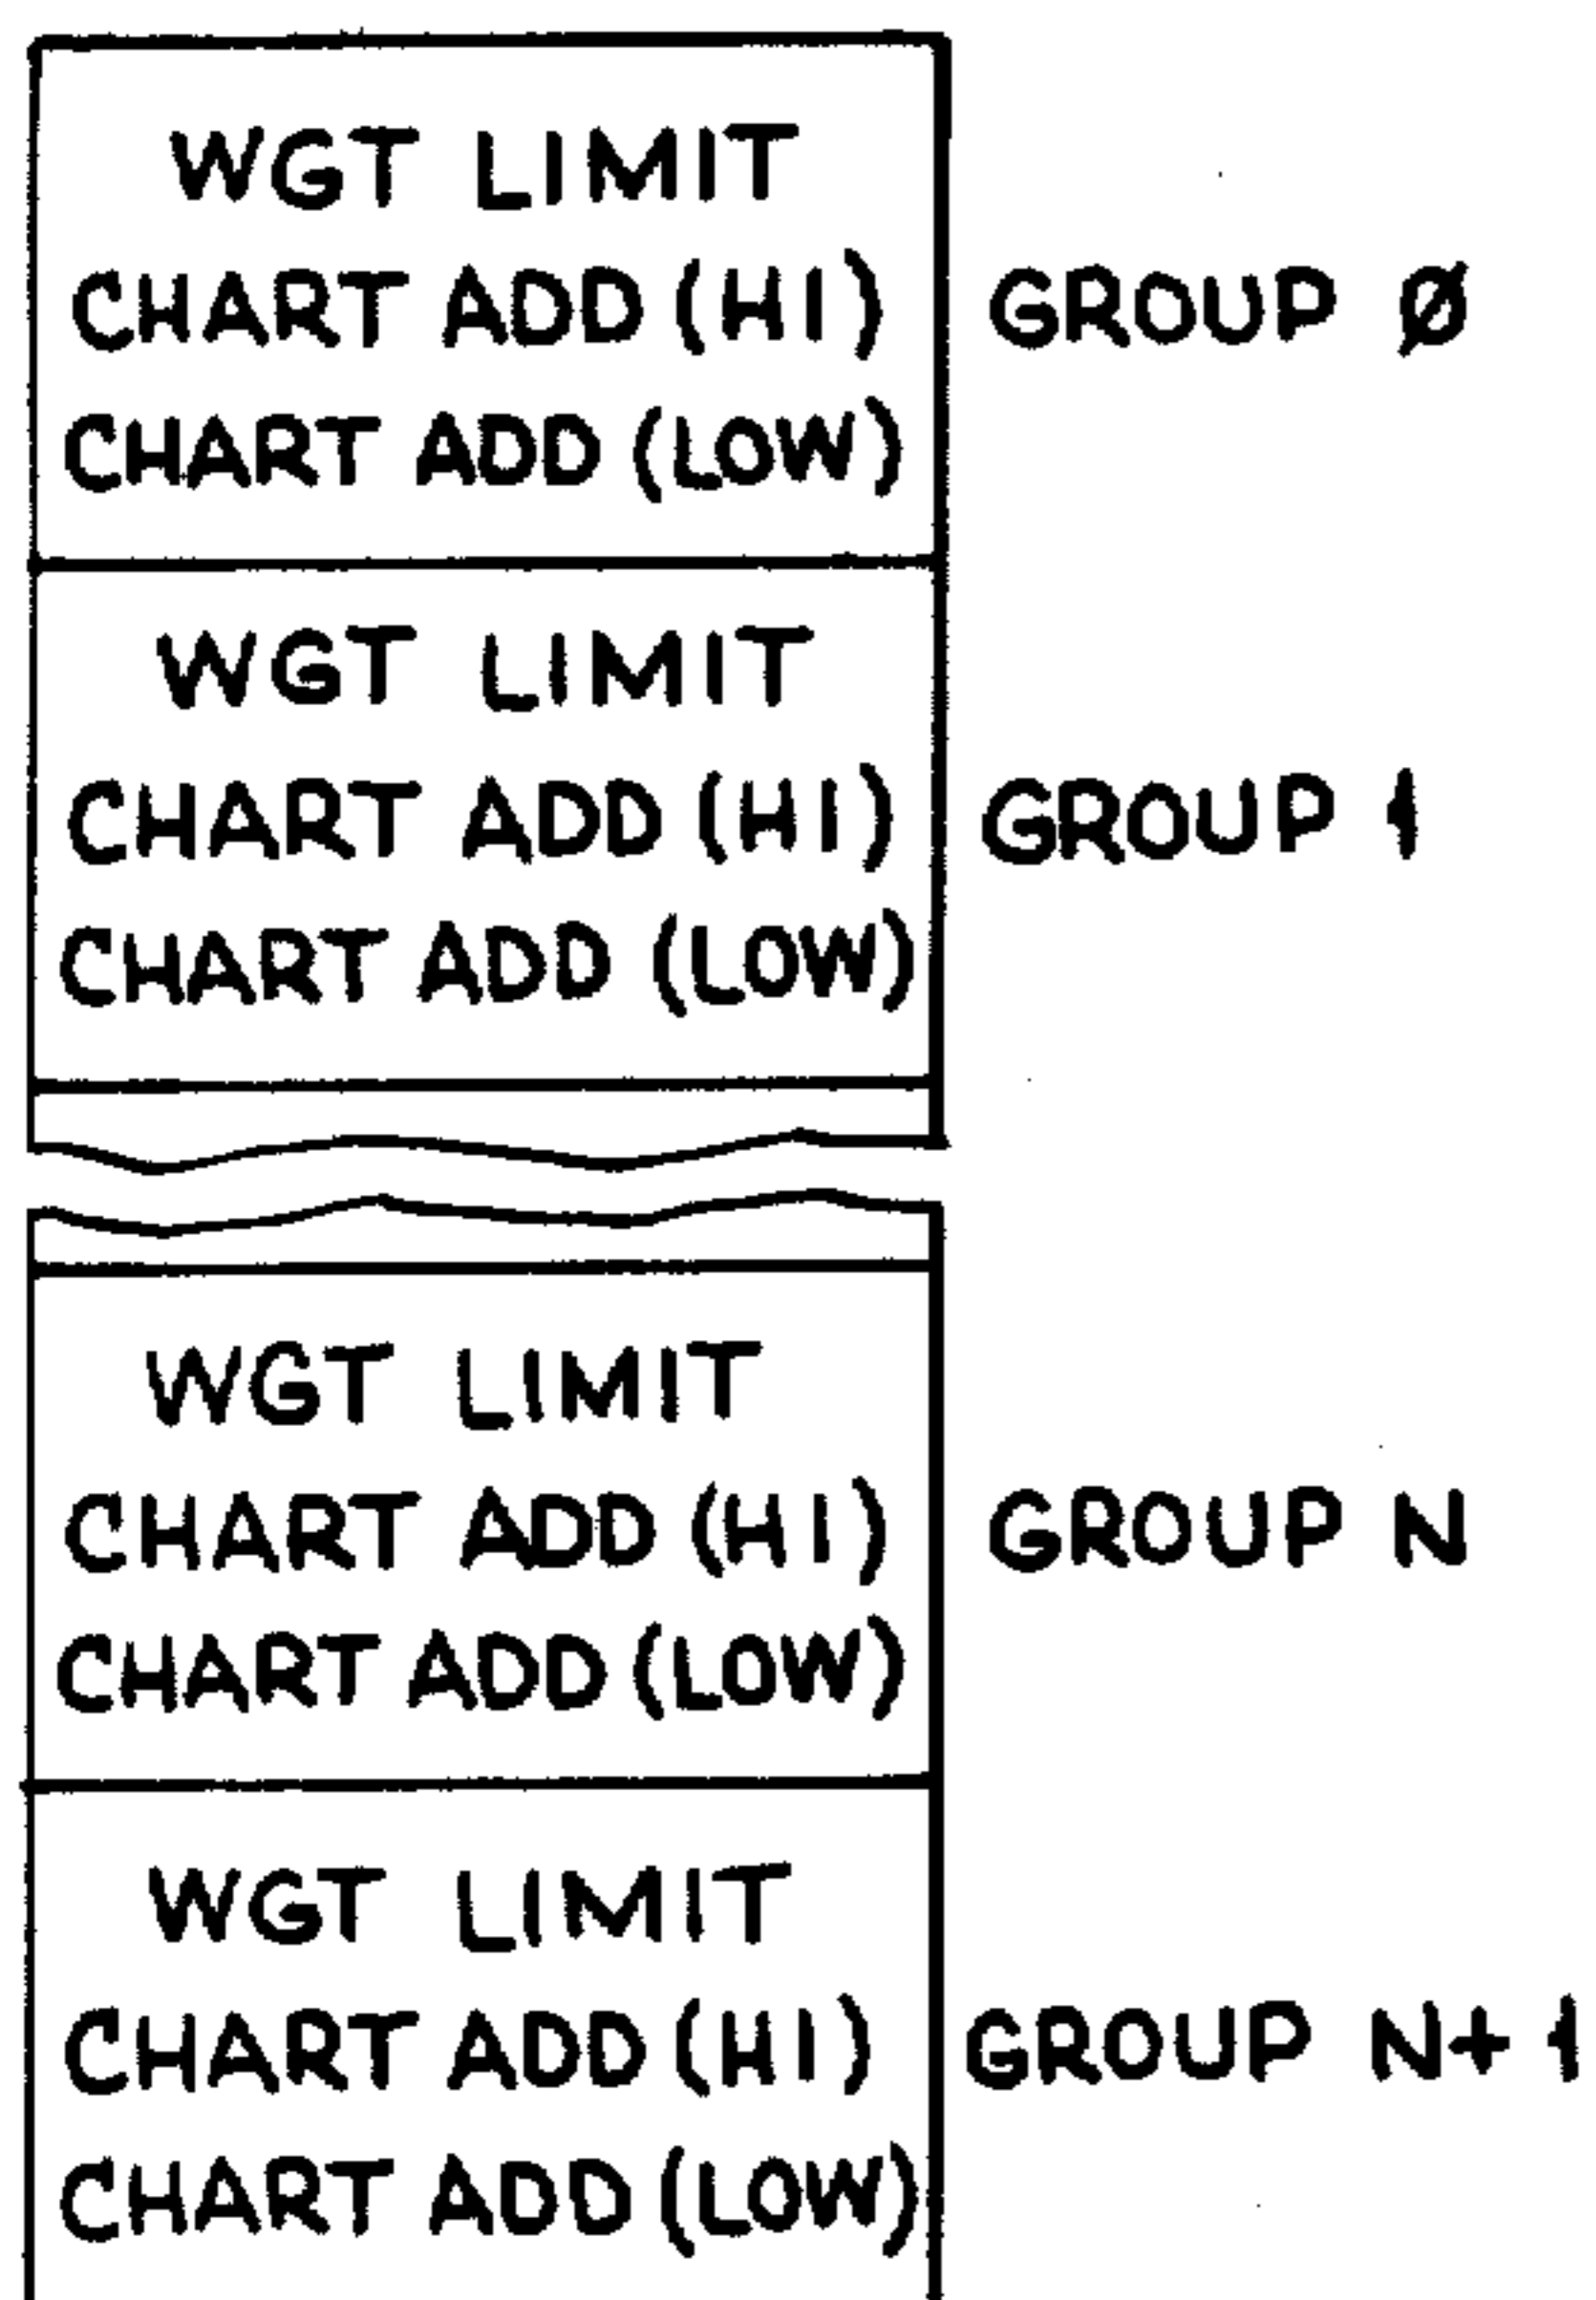 WGT LIMIT
CHART ADD (HI) GROUP Ø
CHART ADD (LOW)
WGT LIMIT
CHART ADD (HI) GROUP 1
CHART ADD (LOW)
WGT LIMIT
CHART ADD (HI) GROUP N
CHART ADD (LOW)
WGT LIMIT
CHART ADD (HI) GROUP N+1
CHART ADD (LOW)